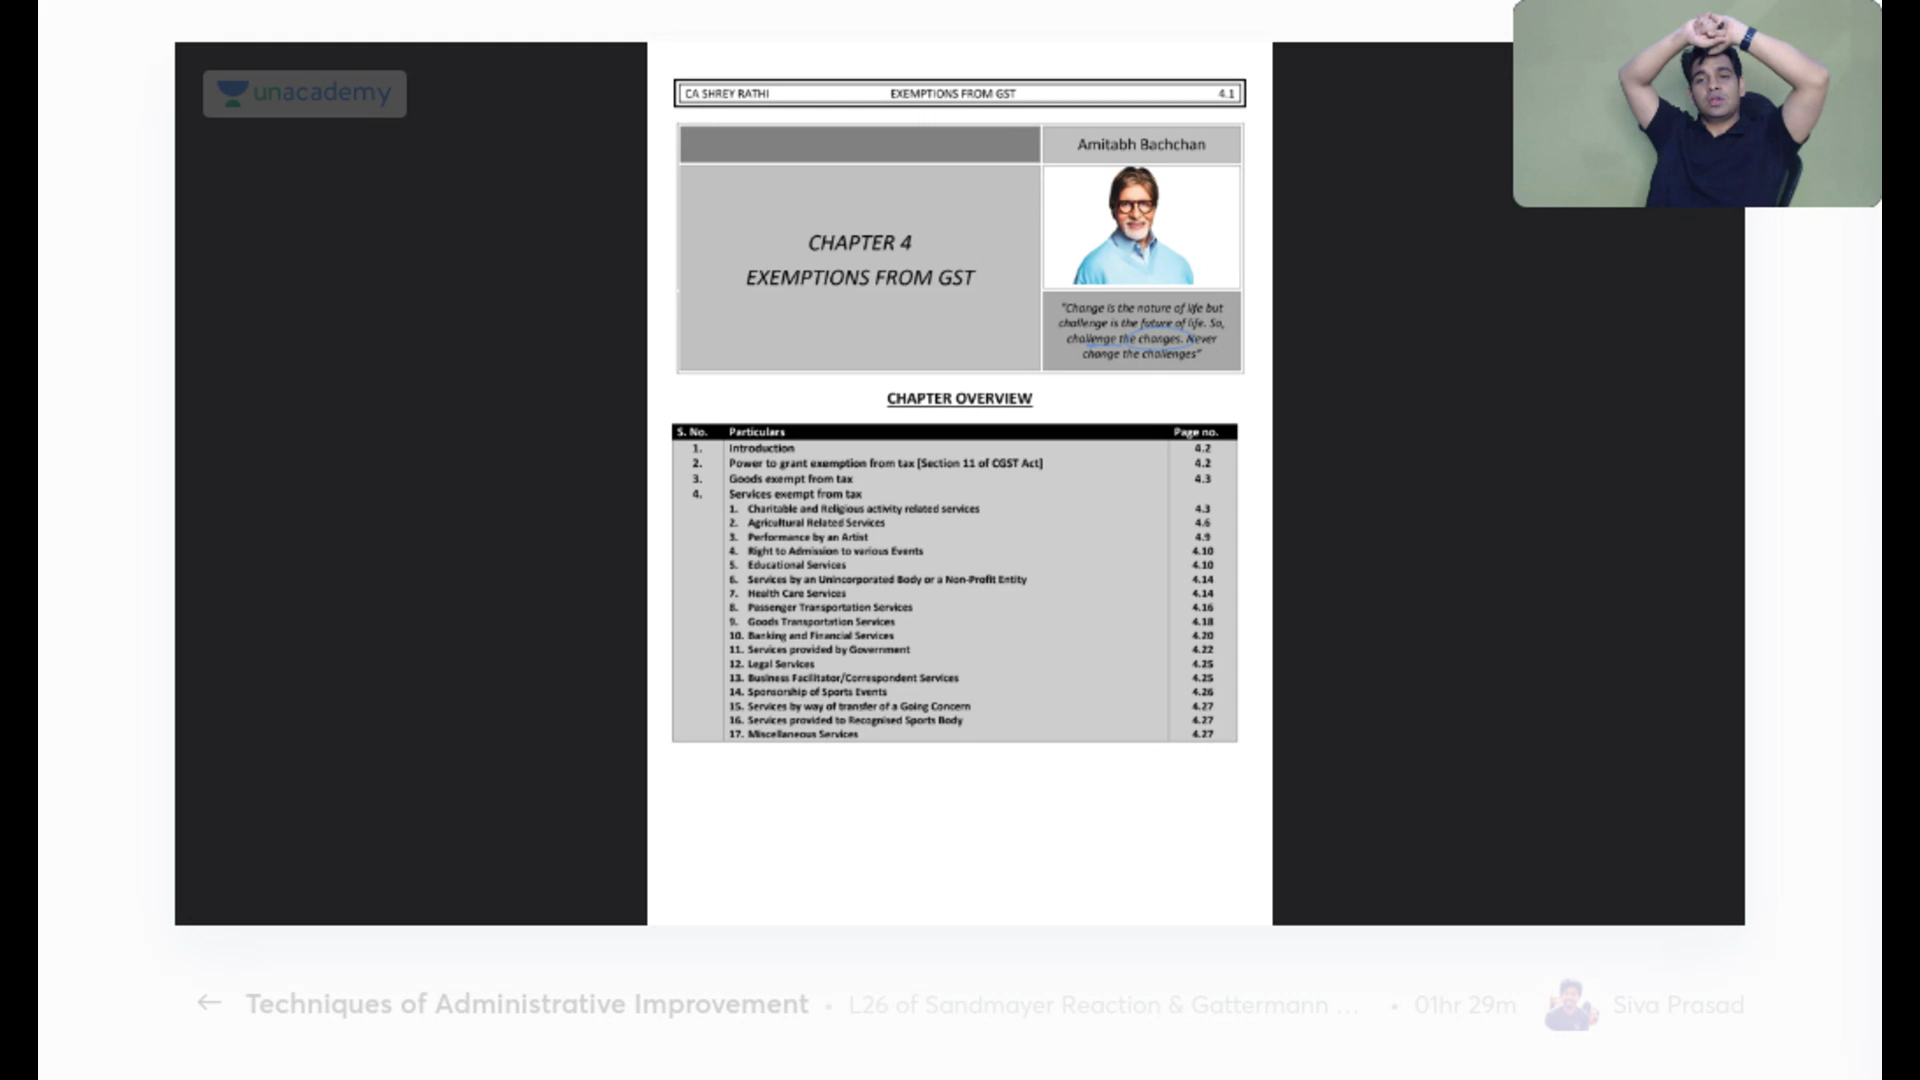 unacademy
CA SHREY RATHI EXEMPTIONS FROM GST 4.1
Amitabh Bachchan
CHAPTER 4
EXEMPTIONS FROM GST
"Change is the nature of life but
challenge is the future of life. So,
challenge the changes. Never
change the challenges"
CHAPTER OVERVIEW
S. No. Particulars Page no.
1. Introduction 4.2
2. Power to grant exemption from tax [Section 11 of CGST Act] 4.2
3. Goods exempt from tax 4.3
4. Services exempt from tax
1. Charitable and Religious activity related services 4.3
2. Agricultural Related Services 4.6
3. Performance by an Artist 4.9
4. Right to Admission to various Events 4.10
5. Educational Services 4.10
6. Services by an Unincorporated Body or a Non-Profit Entity 4.14
7. Health Care Services 4.14
8. Passenger Transportation Services 4.16
9. Goods Transportation Services 4.18
10. Banking and Financial Services 4.20
11. Services provided by Government 4.22
12. Legal Services 4.25
13. Business Facilitator/Correspondent Services 4.25
14. Sponsorship of Sports Events 4.26
15. Services by way of transfer of a Going Concern 4.27
16. Services provided to Recognised Sports Body 4.27
17. Miscellaneous Services 4.27
← Techniques of Administrative Improvement • L26 of Sandmayer Reaction & Gattermann ... • 01hr 29m Siva Prasad